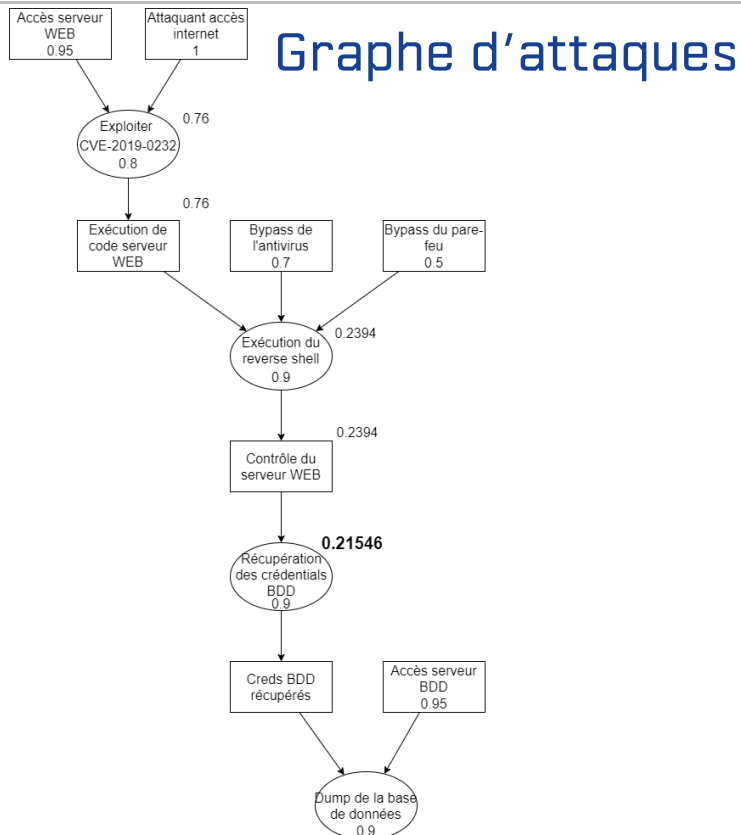 Graphe d'attaques
Accès serveur
WEB
0.95
Attaquant accès
internet
1
0.76
Exploiter
CVE-2019-0232
0.8
0.76
Exécution de
code serveur
WEB
Bypass de
l'antivirus
0.7
Bypass du pare-
feu
0.5
0.2394
Exécution du
reverse shell
0.9
0.2394
Contrôle du
serveur WEB
0.21546
Récupération
des crédentials
BDD
0.9
Creds BDD
récupérés
Accès serveur
BDD
0.95
Dump de la base
de données
0.9